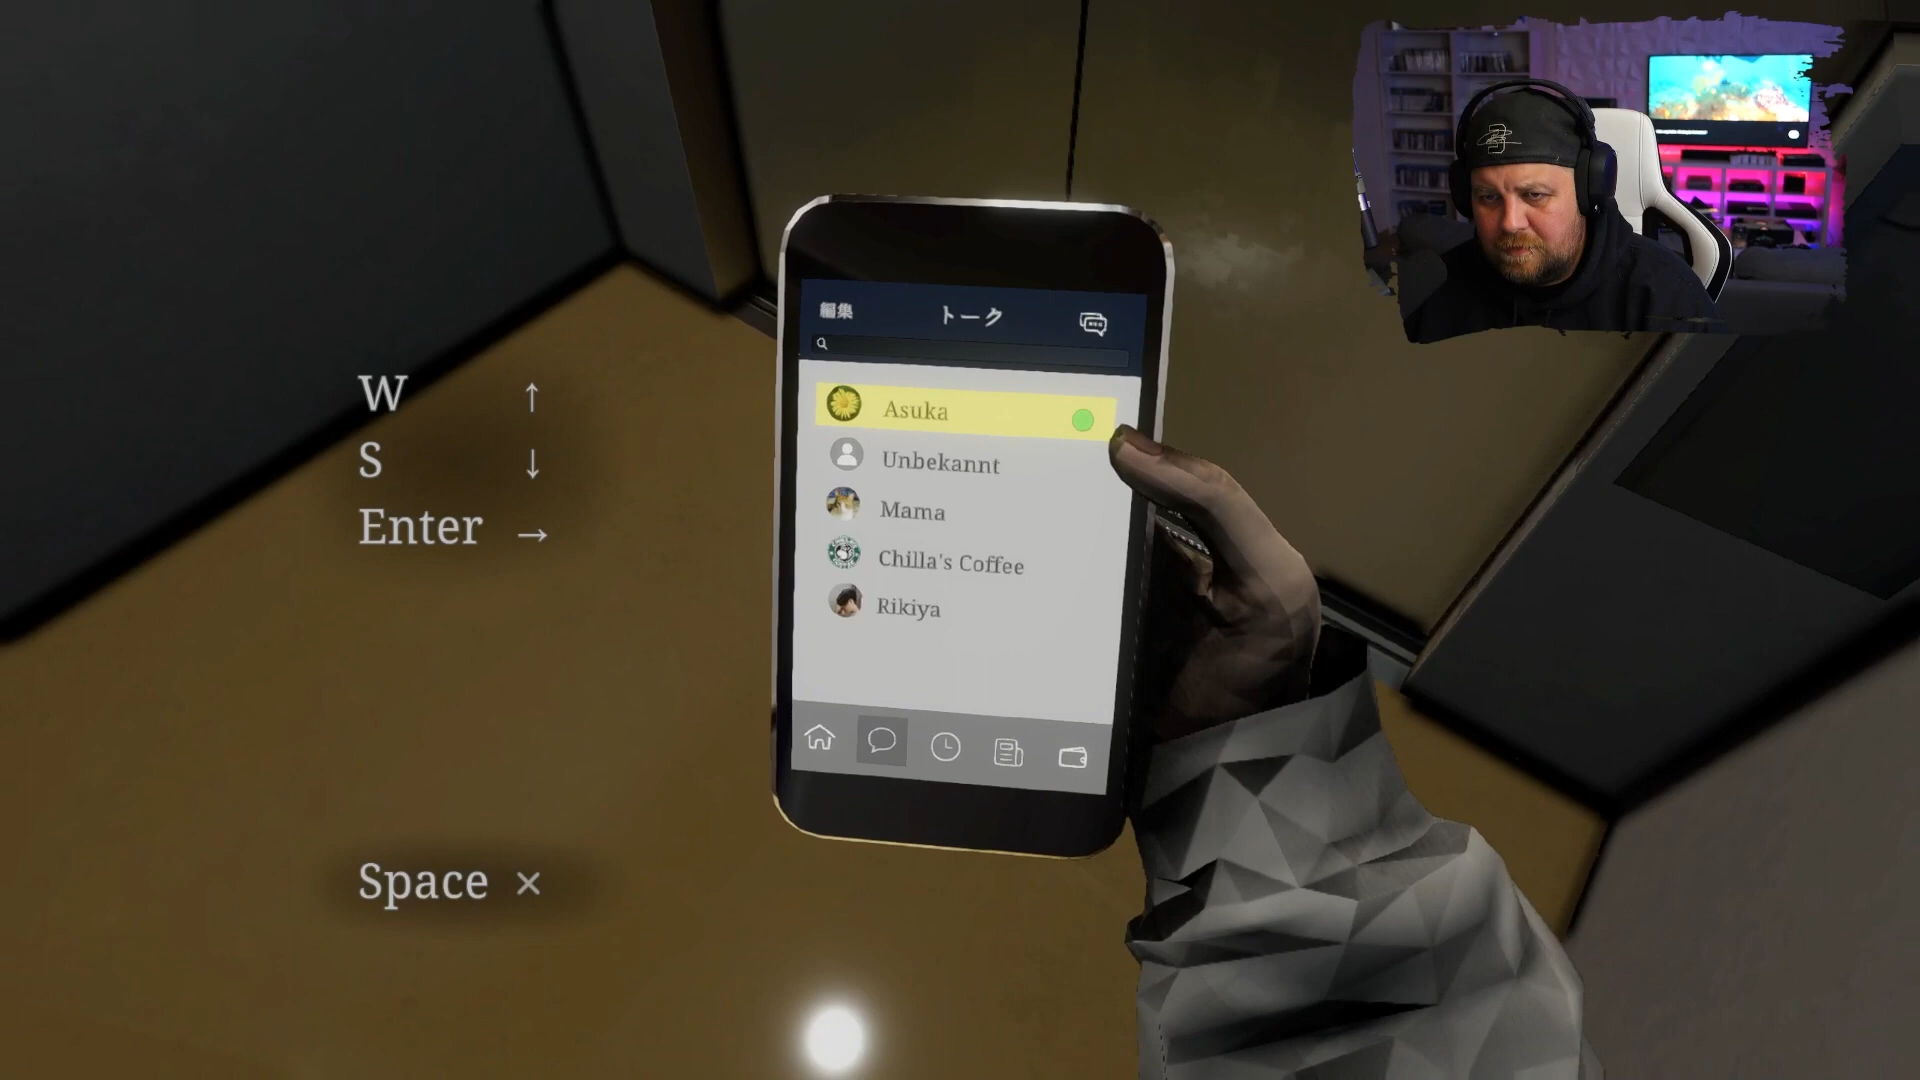 編集
トーク
Asuka
Unbekannt
Mama
Chilla's Coffee
Rikiya
W ↑
S ↓
Enter →
Space ×